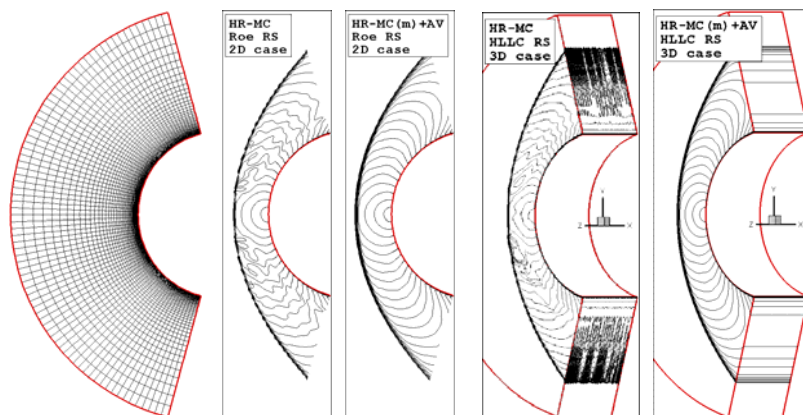 HR-MC
Roe RS
2D case
HR-MC(m)+AV
Roe RS
2D case
HR-MC
HLLC RS
3D case
Y
Z
X
HR-MC(m)+AV
HLLC RS
3D case
Y
Z
X